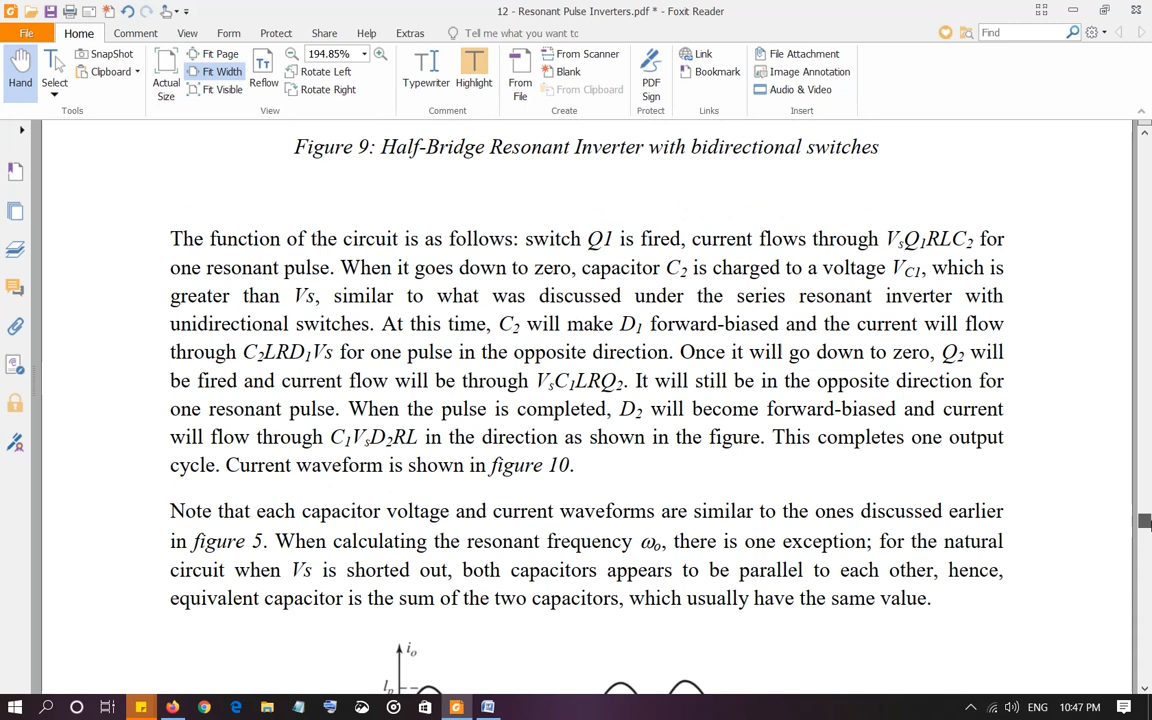 12 - Resonant Pulse Inverters.pdf * - Foxit Reader
File Home Comment View Form Protect Share Help Extras Tell me what you want to Find
Hand
Select
SnapShot
Clipboard
Tools
Actual Size
Fit Page
Fit Width
Fit Visible
Reflow
194.85%
Rotate Left
Rotate Right
View
Typewriter
Highlight
Comment
From File
From Scanner
Blank
From Clipboard
Create
PDF Sign
Protect
Link
Bookmark
Links
File Attachment
Image Annotation
Audio & Video
Insert
Figure 9: Half-Bridge Resonant Inverter with bidirectional switches
The function of the circuit is as follows: switch Q1 is fired, current flows through VsQ1RLC2 for
one resonant pulse. When it goes down to zero, capacitor C2 is charged to a voltage VC1, which is
greater than Vs, similar to what was discussed under the series resonant inverter with
unidirectional switches. At this time, C2 will make D1 forward-biased and the current will flow
through C2LRD1Vs for one pulse in the opposite direction. Once it will go down to zero, Q2 will
be fired and current flow will be through VsC1LRQ2. It will still be in the opposite direction for
one resonant pulse. When the pulse is completed, D2 will become forward-biased and current
will flow through C1VsD2RL in the direction as shown in the figure. This completes one output
cycle. Current waveform is shown in figure 10.
Note that each capacitor voltage and current waveforms are similar to the ones discussed earlier
in figure 5. When calculating the resonant frequency ωo, there is one exception; for the natural
circuit when Vs is shorted out, both capacitors appears to be parallel to each other, hence,
equivalent capacitor is the sum of the two capacitors, which usually have the same value.
io
ENG 10:47 PM